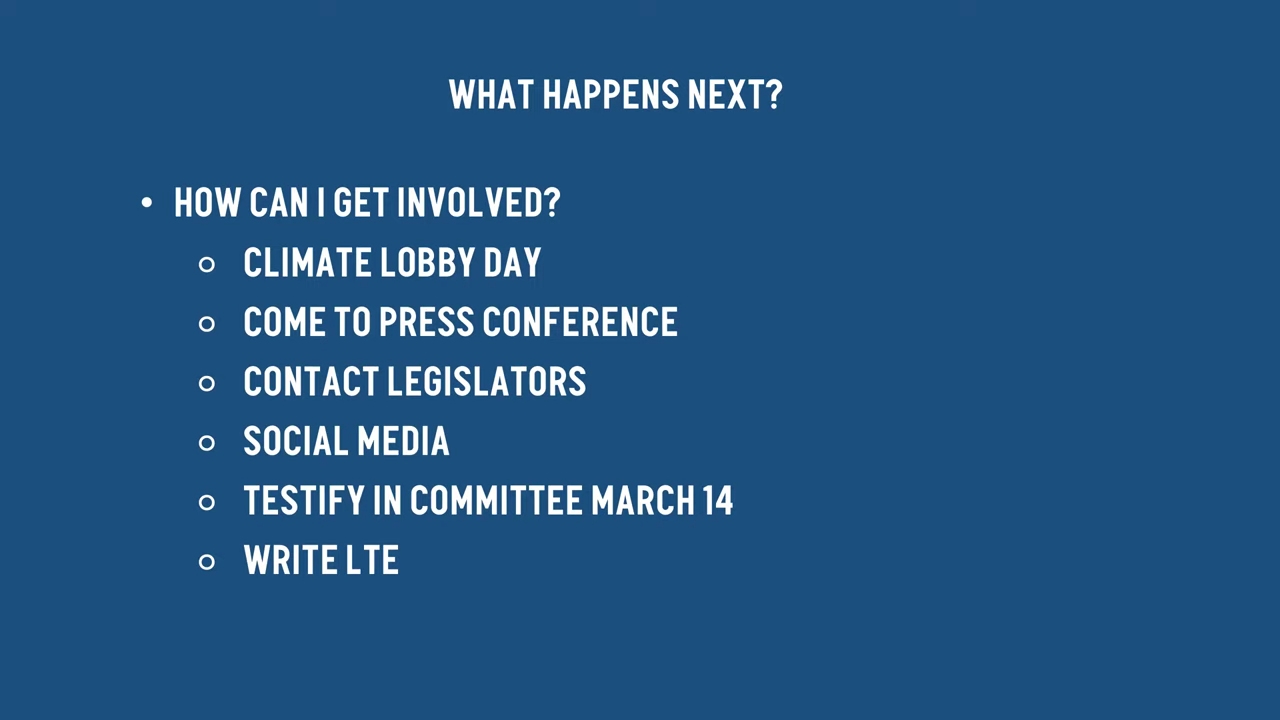 WHAT HAPPENS NEXT?
• HOW CAN I GET INVOLVED?
○ CLIMATE LOBBY DAY
○ COME TO PRESS CONFERENCE
○ CONTACT LEGISLATORS
○ SOCIAL MEDIA
○ TESTIFY IN COMMITTEE MARCH 14
○ WRITE LTE